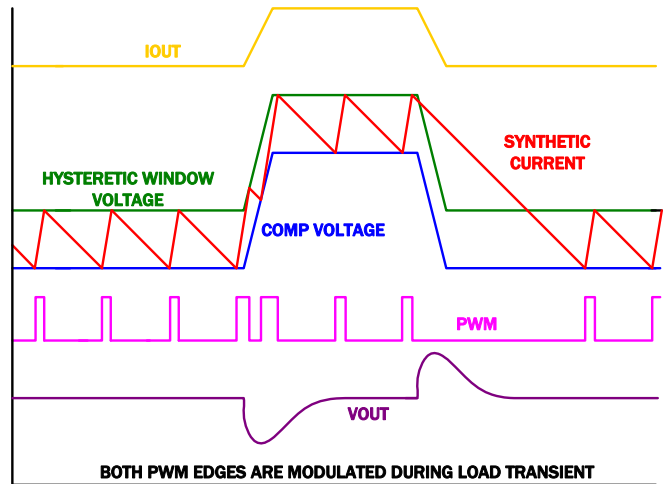 IOUT
SYNTHETIC
CURRENT
HYSTERETIC WINDOW
VOLTAGE
COMP VOLTAGE
PWM
VOUT
BOTH PWM EDGES ARE MODULATED DURING LOAD TRANSIENT